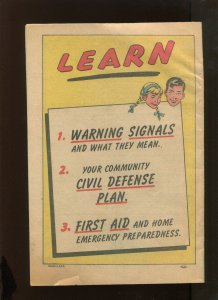 LEARN
1. WARNING SIGNALS
AND WHAT THEY MEAN..
2. YOUR COMMUNITY
CIVIL DEFENSE
PLAN.
3. FIRST AID AND HOME
EMERGENCY PREPAREDNESS.